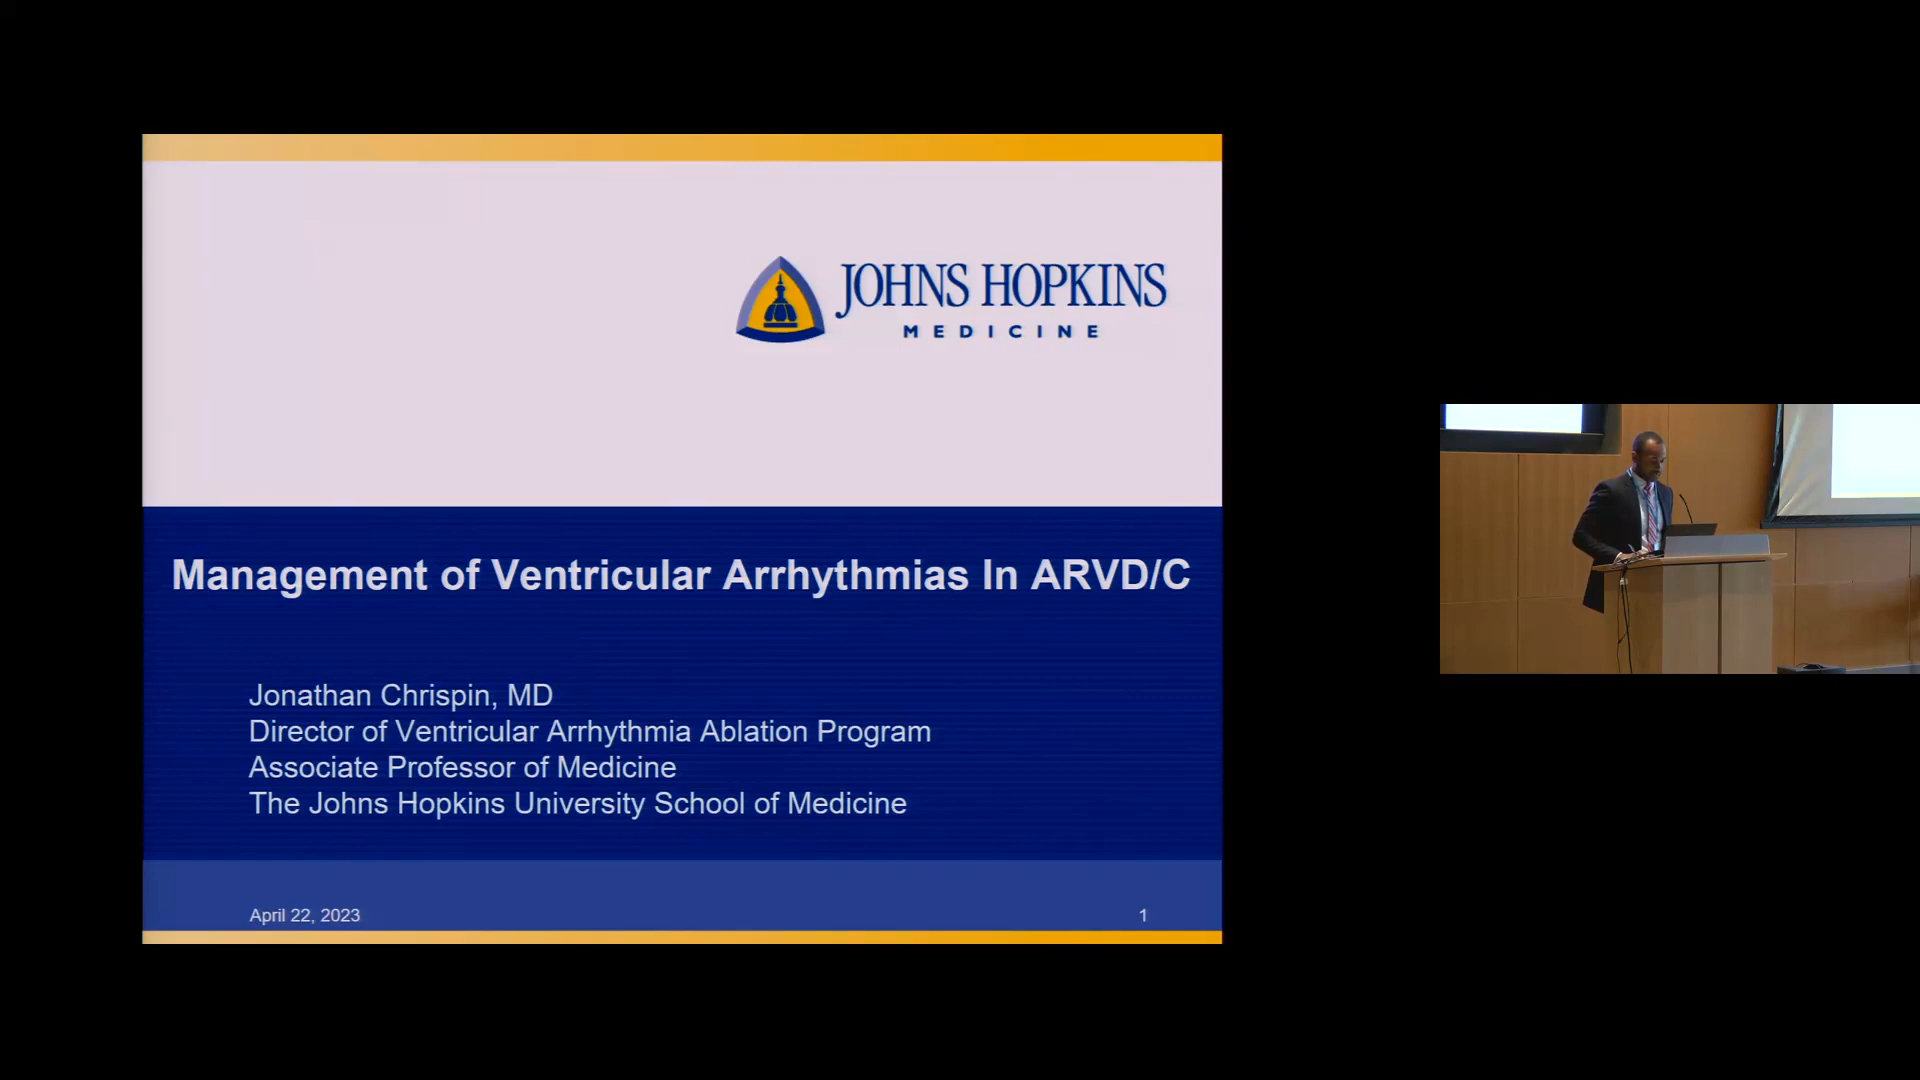 JOHNS HOPKINS
MEDICINE
Management of Ventricular Arrhythmias In ARVD/C
Jonathan Chrispin, MD
Director of Ventricular Arrhythmia Ablation Program
Associate Professor of Medicine
The Johns Hopkins University School of Medicine
April 22, 2023
1